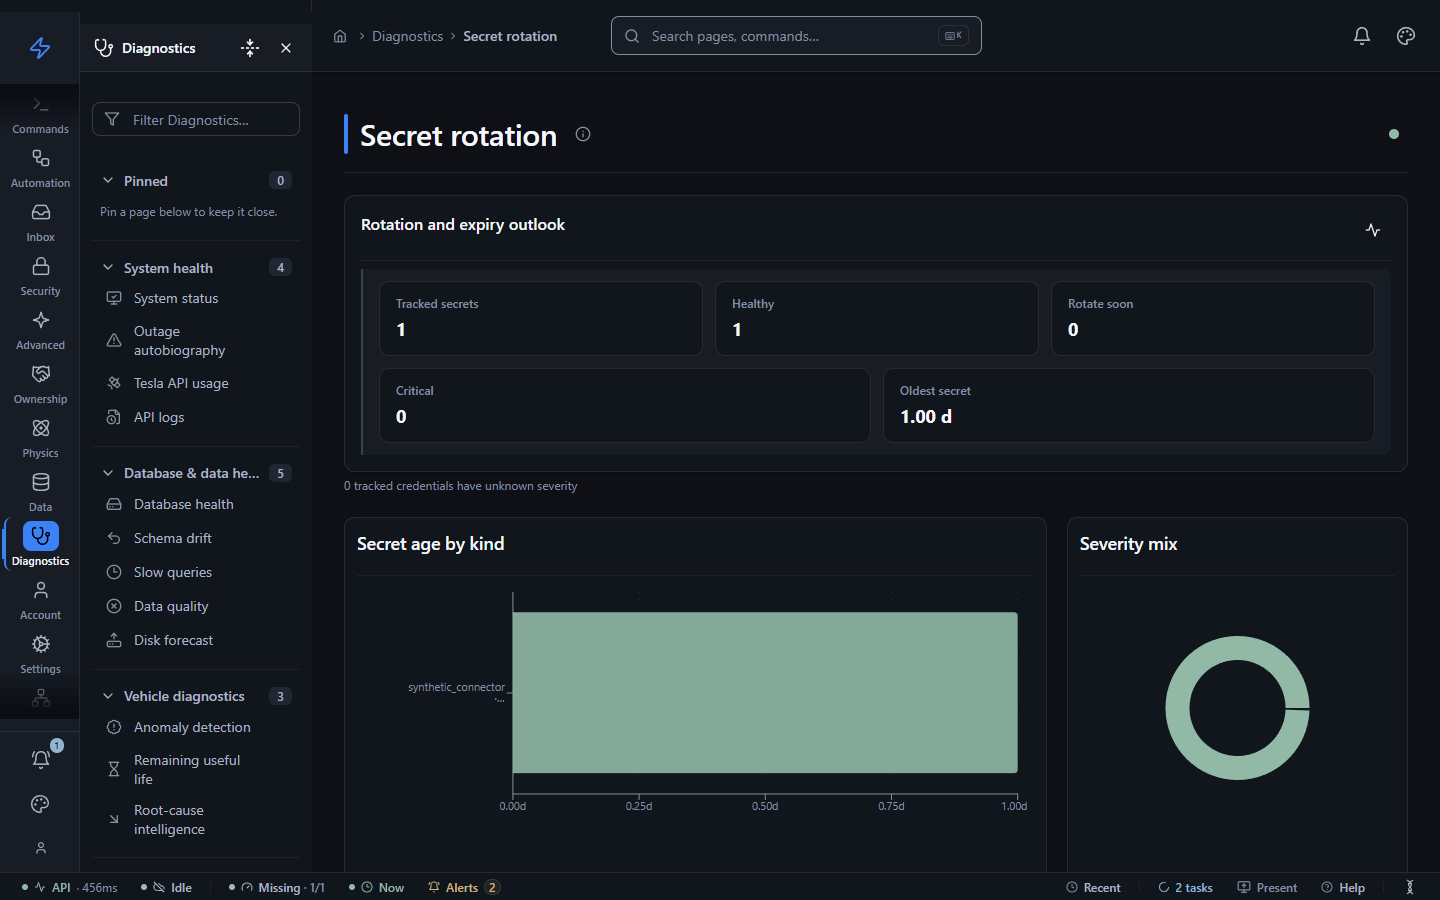 Diagnostics
Diagnostics
Secret rotation
Search pages, commands...
K
Commands
Automation
Inbox
Security
Advanced
Ownership
Physics
Data
Diagnostics
Account
Settings
1
Filter Diagnostics...
Pinned
0
Pin a page below to keep it close.
System health
4
System status
Outage
autobiography
Tesla API usage
API logs
Database & data he...
5
Database health
Schema drift
Slow queries
Data quality
Disk forecast
Vehicle diagnostics
3
Anomaly detection
Remaining useful
life
Root-cause
intelligence
Secret rotation
Rotation and expiry outlook
Tracked secrets
1
Healthy
1
Rotate soon
0
Critical
0
Oldest secret
1.00 d
0 tracked credentials have unknown severity
Secret age by kind
synthetic_connector
·...
0.00d
0.25d
0.50d
0.75d
1.00d
Severity mix
API · 456ms
Idle
Missing · 1/1
Now
Alerts 2
Recent
2 tasks
Present
Help